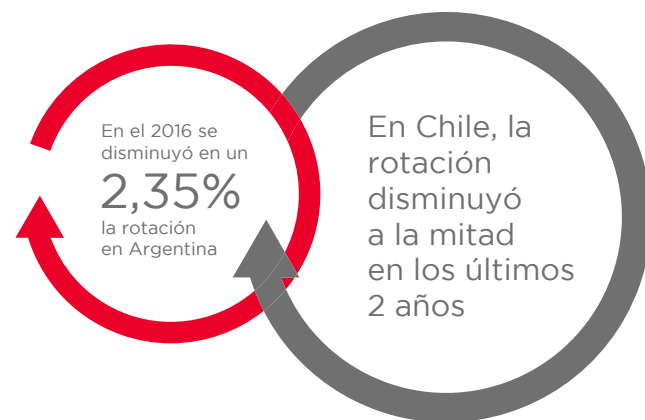 En el 2016 se
disminuyó en un
2,35%
la rotación
en Argentina
En Chile, la
rotación
disminuyó
a la mitad
en los últimos
2 años